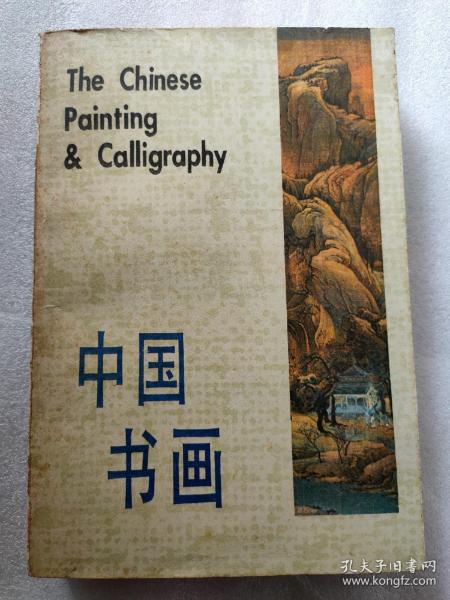 The Chinese
Painting
& Calligraphy
中国
书画
孔夫子旧书网
www.kongfz.com